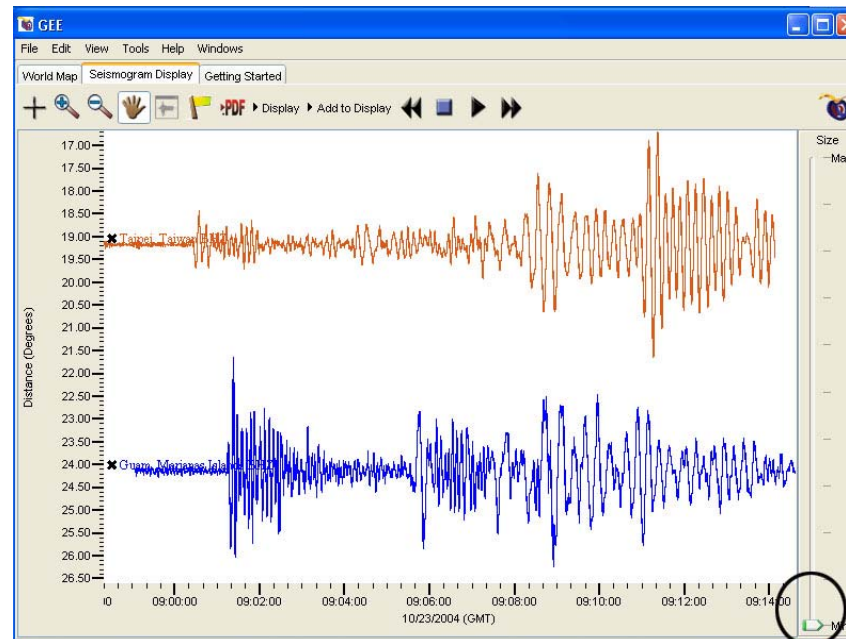 GEE
File Edit View Tools Help Windows
World Map Seismogram Display Getting Started
PDF Display Add to Display
Size
Ma
17.00
17.50
18.00
18.50
19.00
Taipei, Taiwan
19.50
20.00
20.50
21.00
21.50
Distance (Degrees)
22.00
22.50
23.00
23.50
24.00
Guam, Marianas Islands
24.50
25.00
25.50
26.00
26.50
09:00:00 09:02:00 09:04:00 09:06:00 09:08:00 09:10:00 09:12:00 09:14:00
10/23/2004 (GMT)